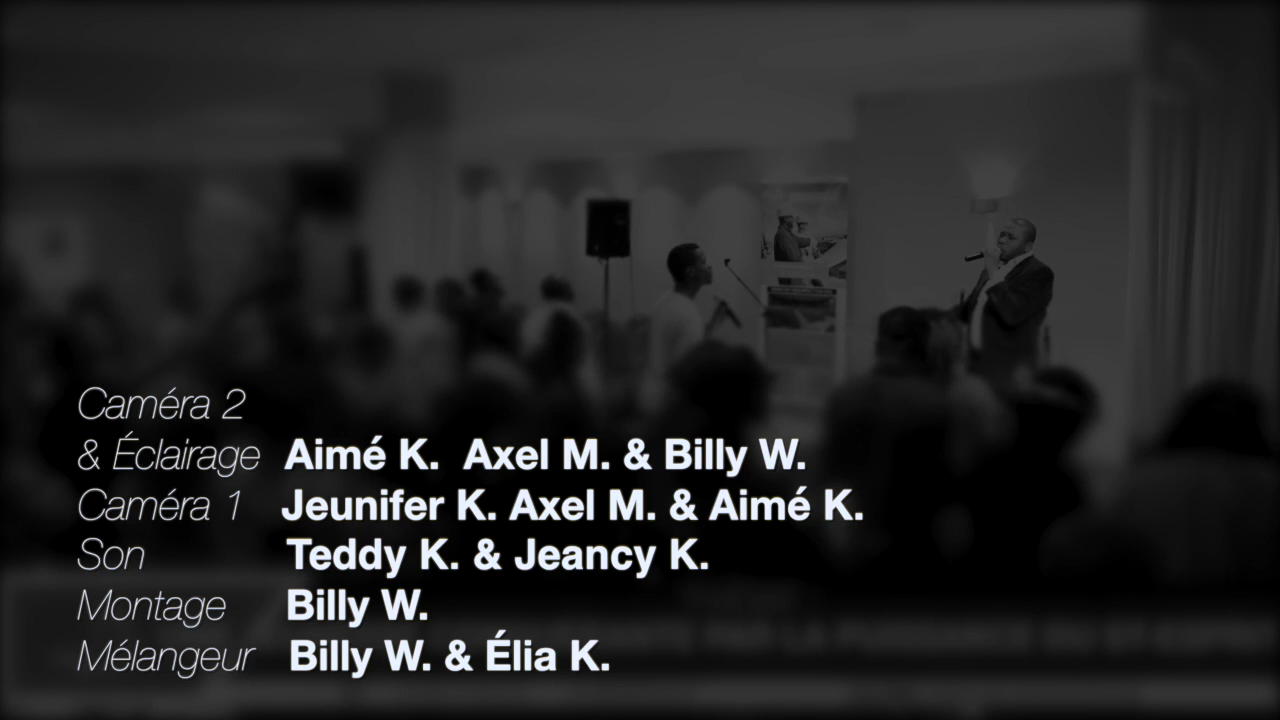 Caméra 2
& Éclairage Aimé K. Axel M. & Billy W.
Caméra 1 Jeunifer K. Axel M. & Aimé K.
Son Teddy K. & Jeancy K.
Montage Billy W.
Mélangeur Billy W. & Élia K.